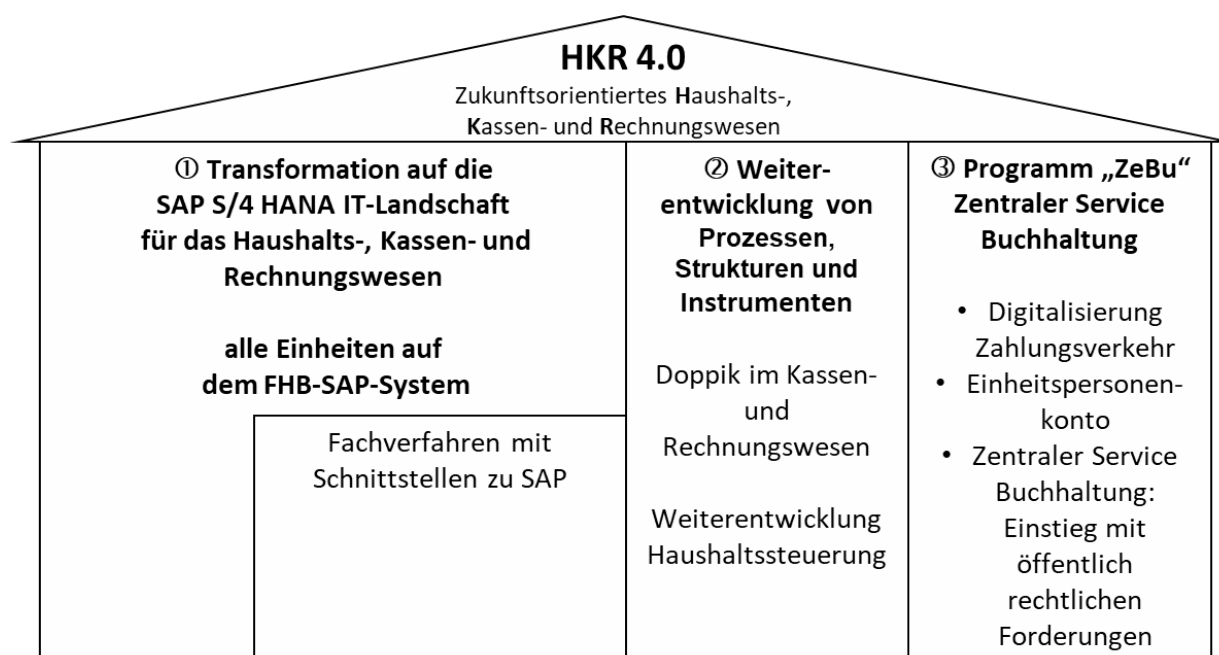 HKR 4.0
Zukunftsorientiertes Haushalts-,
Kassen- und Rechnungswesen
① Transformation auf die
SAP S/4 HANA IT-Landschaft
für das Haushalts-, Kassen- und
Rechnungswesen
alle Einheiten auf
dem FHB-SAP-System
Fachverfahren mit
Schnittstellen zu SAP
② Weiter-
entwicklung von
Prozessen,
Strukturen und
Instrumenten
Doppik im Kassen-
und
Rechnungswesen
Weiterentwicklung
Haushaltssteuerung
③ Programm „ZeBu“
Zentraler Service
Buchhaltung
• Digitalisierung
Zahlungsverkehr
• Einheitspersonen-
konto
• Zentraler Service
Buchhaltung:
Einstieg mit
öffentlich
rechtlichen
Forderungen